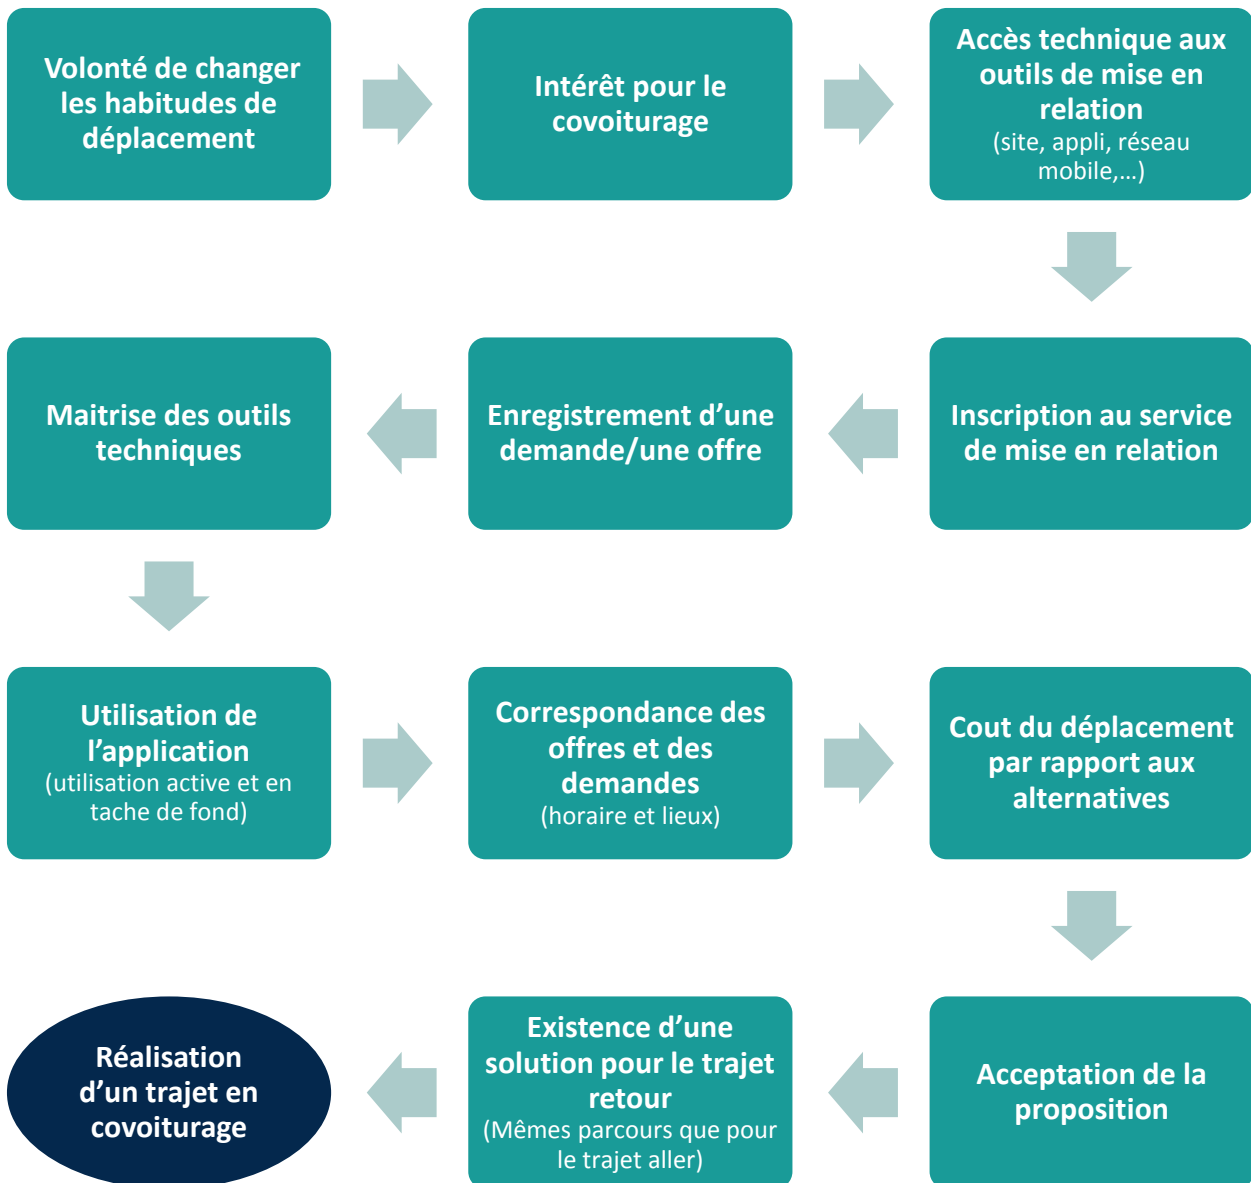 Volonté de changer
les habitudes de
déplacement
Intérêt pour le
covoiturage
Accès technique aux
outils de mise en
relation
(site, appli, réseau
mobile,…)
Inscription au service
de mise en relation
Enregistrement d’une
demande/une offre
Maitrise des outils
techniques
Utilisation de
l’application
(utilisation active et en
tache de fond)
Correspondance des
offres et des
demandes
(horaire et lieux)
Cout du déplacement
par rapport aux
alternatives
Acceptation de la
proposition
Existence d’une
solution pour le trajet
retour
(Mêmes parcours que pour
le trajet aller)
Réalisation
d’un trajet en
covoiturage